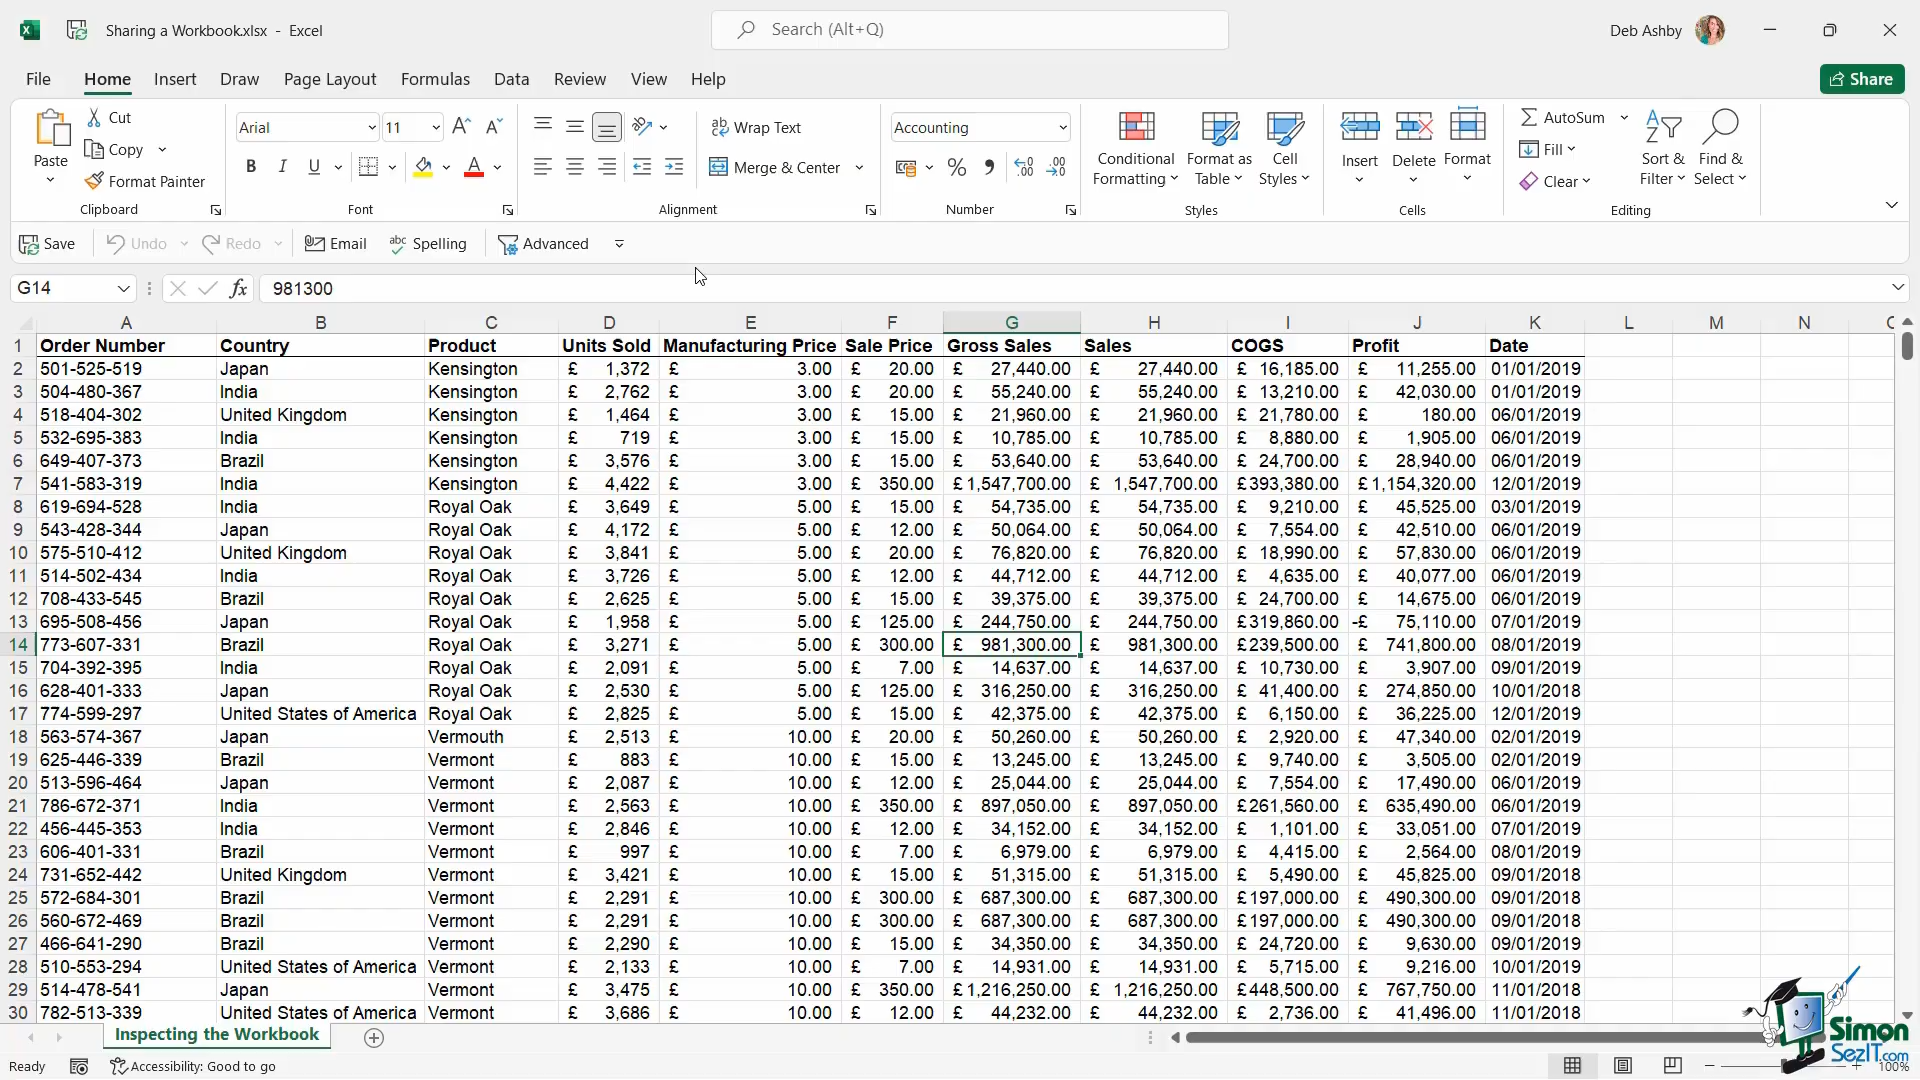 Sharing a Workbook.xlsx - Excel
Search (Alt+Q)
Deb Ashby
File Home Insert Draw Page Layout Formulas Data Review View Help
Share
Paste
Cut
Copy
Format Painter
Clipboard
Arial 11
B I U
Font
Wrap Text
Merge & Center
Alignment
Accounting
Number
Conditional Formatting
Format as Table
Cell Styles
Styles
Insert Delete Format
Cells
AutoSum
Fill
Clear
Sort & Filter
Find & Select
Editing
Save Undo Redo Email Spelling Advanced
G14 fx 981300
A B C D E F G H I J K L M N
1 Order Number Country Product Units Sold Manufacturing Price Sale Price Gross Sales Sales COGS Profit Date
2 501-525-519 Japan Kensington £ 1,372 £ 3.00 £ 20.00 £ 27,440.00 £ 27,440.00 £ 16,185.00 £ 11,255.00 01/01/2019
3 504-480-367 India Kensington £ 2,762 £ 3.00 £ 20.00 £ 55,240.00 £ 55,240.00 £ 13,210.00 £ 42,030.00 01/01/2019
4 518-404-302 United Kingdom Kensington £ 1,464 £ 3.00 £ 15.00 £ 21,960.00 £ 21,960.00 £ 21,780.00 £ 180.00 06/01/2019
5 532-695-383 India Kensington £ 719 £ 3.00 £ 15.00 £ 10,785.00 £ 10,785.00 £ 8,880.00 £ 1,905.00 06/01/2019
6 649-407-373 Brazil Kensington £ 3,576 £ 3.00 £ 15.00 £ 53,640.00 £ 53,640.00 £ 24,700.00 £ 28,940.00 06/01/2019
7 541-583-319 India Kensington £ 4,422 £ 3.00 £ 350.00 £ 1,547,700.00 £ 1,547,700.00 £ 393,380.00 £ 1,154,320.00 12/01/2019
8 619-694-528 India Royal Oak £ 3,649 £ 5.00 £ 15.00 £ 54,735.00 £ 54,735.00 £ 9,210.00 £ 45,525.00 03/01/2019
9 543-428-344 Japan Royal Oak £ 4,172 £ 5.00 £ 12.00 £ 50,064.00 £ 50,064.00 £ 7,554.00 £ 42,510.00 06/01/2019
10 575-510-412 United Kingdom Royal Oak £ 3,841 £ 5.00 £ 20.00 £ 76,820.00 £ 76,820.00 £ 18,990.00 £ 57,830.00 06/01/2019
11 514-502-434 India Royal Oak £ 3,726 £ 5.00 £ 12.00 £ 44,712.00 £ 44,712.00 £ 4,635.00 £ 40,077.00 06/01/2019
12 708-433-545 Brazil Royal Oak £ 2,625 £ 5.00 £ 15.00 £ 39,375.00 £ 39,375.00 £ 24,700.00 £ 14,675.00 06/01/2019
13 695-508-456 Japan Royal Oak £ 1,958 £ 5.00 £ 125.00 £ 244,750.00 £ 244,750.00 £ 319,860.00 -£ 75,110.00 07/01/2019
14 773-607-331 Brazil Royal Oak £ 3,271 £ 5.00 £ 300.00 £ 981,300.00 £ 981,300.00 £ 239,500.00 £ 741,800.00 08/01/2019
15 704-392-395 India Royal Oak £ 2,091 £ 5.00 £ 7.00 £ 14,637.00 £ 14,637.00 £ 10,730.00 £ 3,907.00 09/01/2019
16 628-401-333 Japan Royal Oak £ 2,530 £ 5.00 £ 125.00 £ 316,250.00 £ 316,250.00 £ 41,400.00 £ 274,850.00 10/01/2018
17 774-599-297 United States of America Royal Oak £ 2,825 £ 5.00 £ 15.00 £ 42,375.00 £ 42,375.00 £ 6,150.00 £ 36,225.00 12/01/2019
18 563-574-367 Japan Vermouth £ 2,513 £ 10.00 £ 20.00 £ 50,260.00 £ 50,260.00 £ 2,920.00 £ 47,340.00 02/01/2019
19 625-446-339 Brazil Vermont £ 883 £ 10.00 £ 15.00 £ 13,245.00 £ 13,245.00 £ 9,740.00 £ 3,505.00 02/01/2019
20 513-596-464 Japan Vermont £ 2,087 £ 10.00 £ 12.00 £ 25,044.00 £ 25,044.00 £ 7,554.00 £ 17,490.00 06/01/2019
21 786-672-371 India Vermont £ 2,563 £ 10.00 £ 350.00 £ 897,050.00 £ 897,050.00 £ 261,560.00 £ 635,490.00 06/01/2019
22 456-445-353 India Vermont £ 2,846 £ 10.00 £ 12.00 £ 34,152.00 £ 34,152.00 £ 1,101.00 £ 33,051.00 07/01/2019
23 606-401-331 Brazil Vermont £ 997 £ 10.00 £ 7.00 £ 6,979.00 £ 6,979.00 £ 4,415.00 £ 2,564.00 08/01/2019
24 731-652-442 United Kingdom Vermont £ 3,421 £ 10.00 £ 15.00 £ 51,315.00 £ 51,315.00 £ 5,490.00 £ 45,825.00 09/01/2018
25 572-684-301 Brazil Vermont £ 2,291 £ 10.00 £ 300.00 £ 687,300.00 £ 687,300.00 £ 197,000.00 £ 490,300.00 09/01/2018
26 560-672-469 Brazil Vermont £ 2,291 £ 10.00 £ 300.00 £ 687,300.00 £ 687,300.00 £ 197,000.00 £ 490,300.00 09/01/2018
27 466-641-290 Brazil Vermont £ 2,290 £ 10.00 £ 15.00 £ 34,350.00 £ 34,350.00 £ 24,720.00 £ 9,630.00 09/01/2019
28 510-553-294 United States of America Vermont £ 2,133 £ 10.00 £ 7.00 £ 14,931.00 £ 14,931.00 £ 5,715.00 £ 9,216.00 10/01/2019
29 514-478-541 Japan Vermont £ 3,475 £ 10.00 £ 350.00 £ 1,216,250.00 £ 1,216,250.00 £ 448,500.00 £ 767,750.00 11/01/2018
30 782-513-339 United States of America Vermont £ 3,686 £ 10.00 £ 12.00 £ 44,232.00 £ 44,232.00 £ 2,736.00 £ 41,496.00 11/01/2018
Inspecting the Workbook
Simon
SezIT.com
Ready Accessibility: Good to go 100%